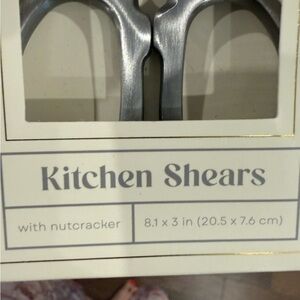 Kitchen Shears
with nutcracker
8.1 x 3 in (20.5 x 7.6 cm)